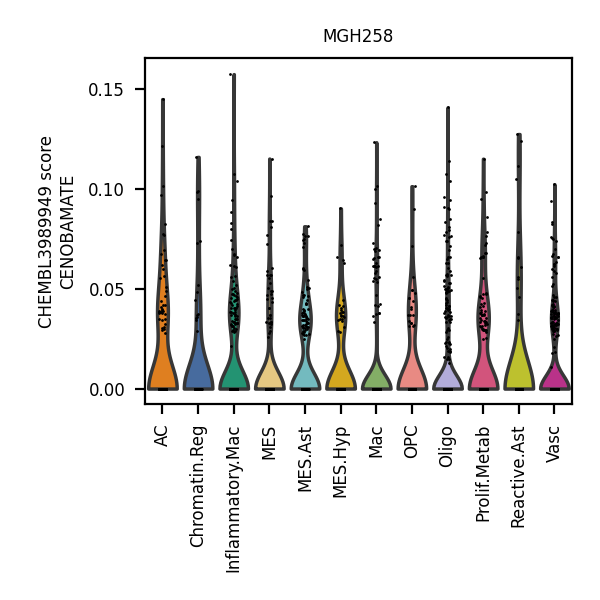 MGH258
CHEMBL3989949 score
CENOBAMATE
0.15
0.10
0.05
0.00
AC
Chromatin.Reg
Inflammatory.Mac
MES
MES.Ast
MES.Hyp
Mac
OPC
Oligo
Prolif.Metab
Reactive.Ast
Vasc